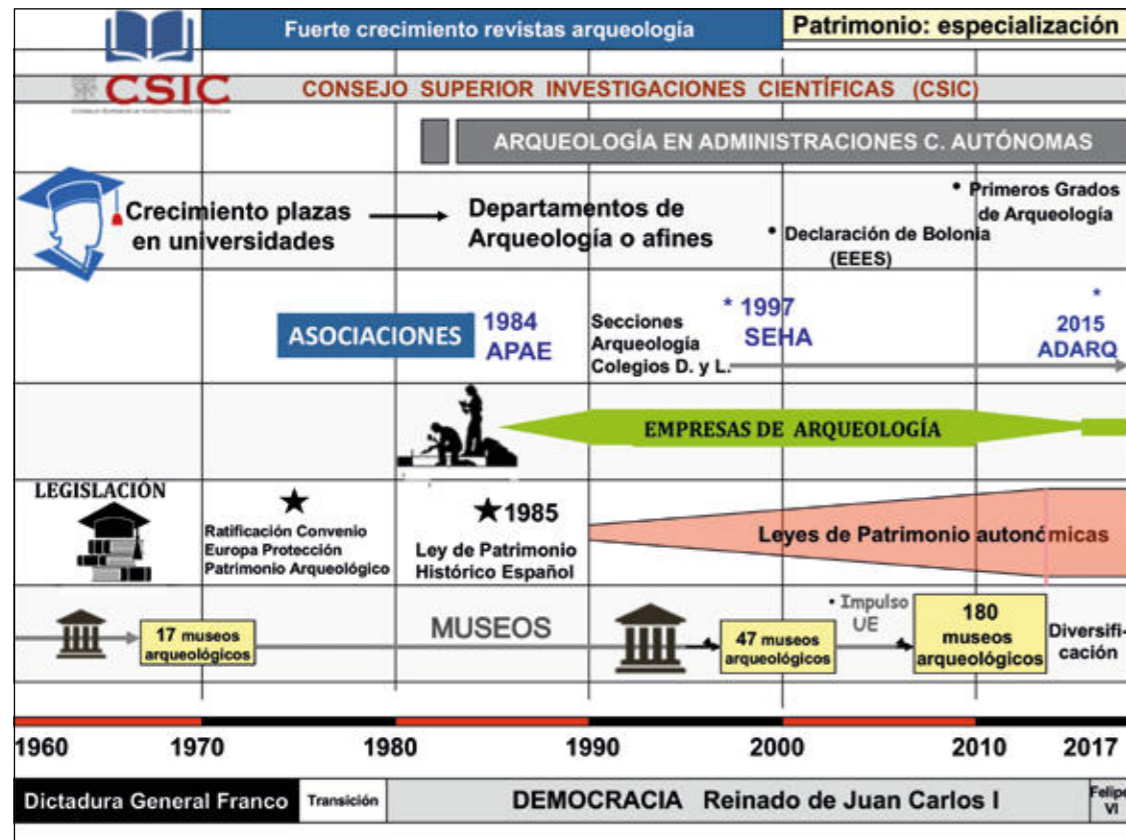 Fuerte crecimiento revistas arqueología
Patrimonio: especialización
CSIC
CONSEJO SUPERIOR INVESTIGACIONES CIENTÍFICAS (CSIC)
ARQUEOLOGÍA EN ADMINISTRACIONES C. AUTÓNOMAS
Crecimiento plazas
en universidades
Departamentos de
Arqueología o afines
• Declaración de Bolonia
(EEES)
• Primeros Grados
de Arqueología
ASOCIACIONES
1984
APAE
Secciones
Arqueología
Colegios D. y L.
* 1997
SEHA
*
2015
ADARQ
EMPRESAS DE ARQUEOLOGÍA
LEGISLACIÓN
Ratificación Convenio
Europa Protección
Patrimonio Arqueológico
★1985
Ley de Patrimonio
Histórico Español
Leyes de Patrimonio autonómicas
17 museos
arqueológicos
MUSEOS
47 museos
arqueológicos
• Impulso
UE
180
museos
arqueológicos
Diversifi-
cación
1960 1970 1980 1990 2000 2010 2017
Dictadura General Franco
Transición
DEMOCRACIA Reinado de Juan Carlos I
Felipe
VI